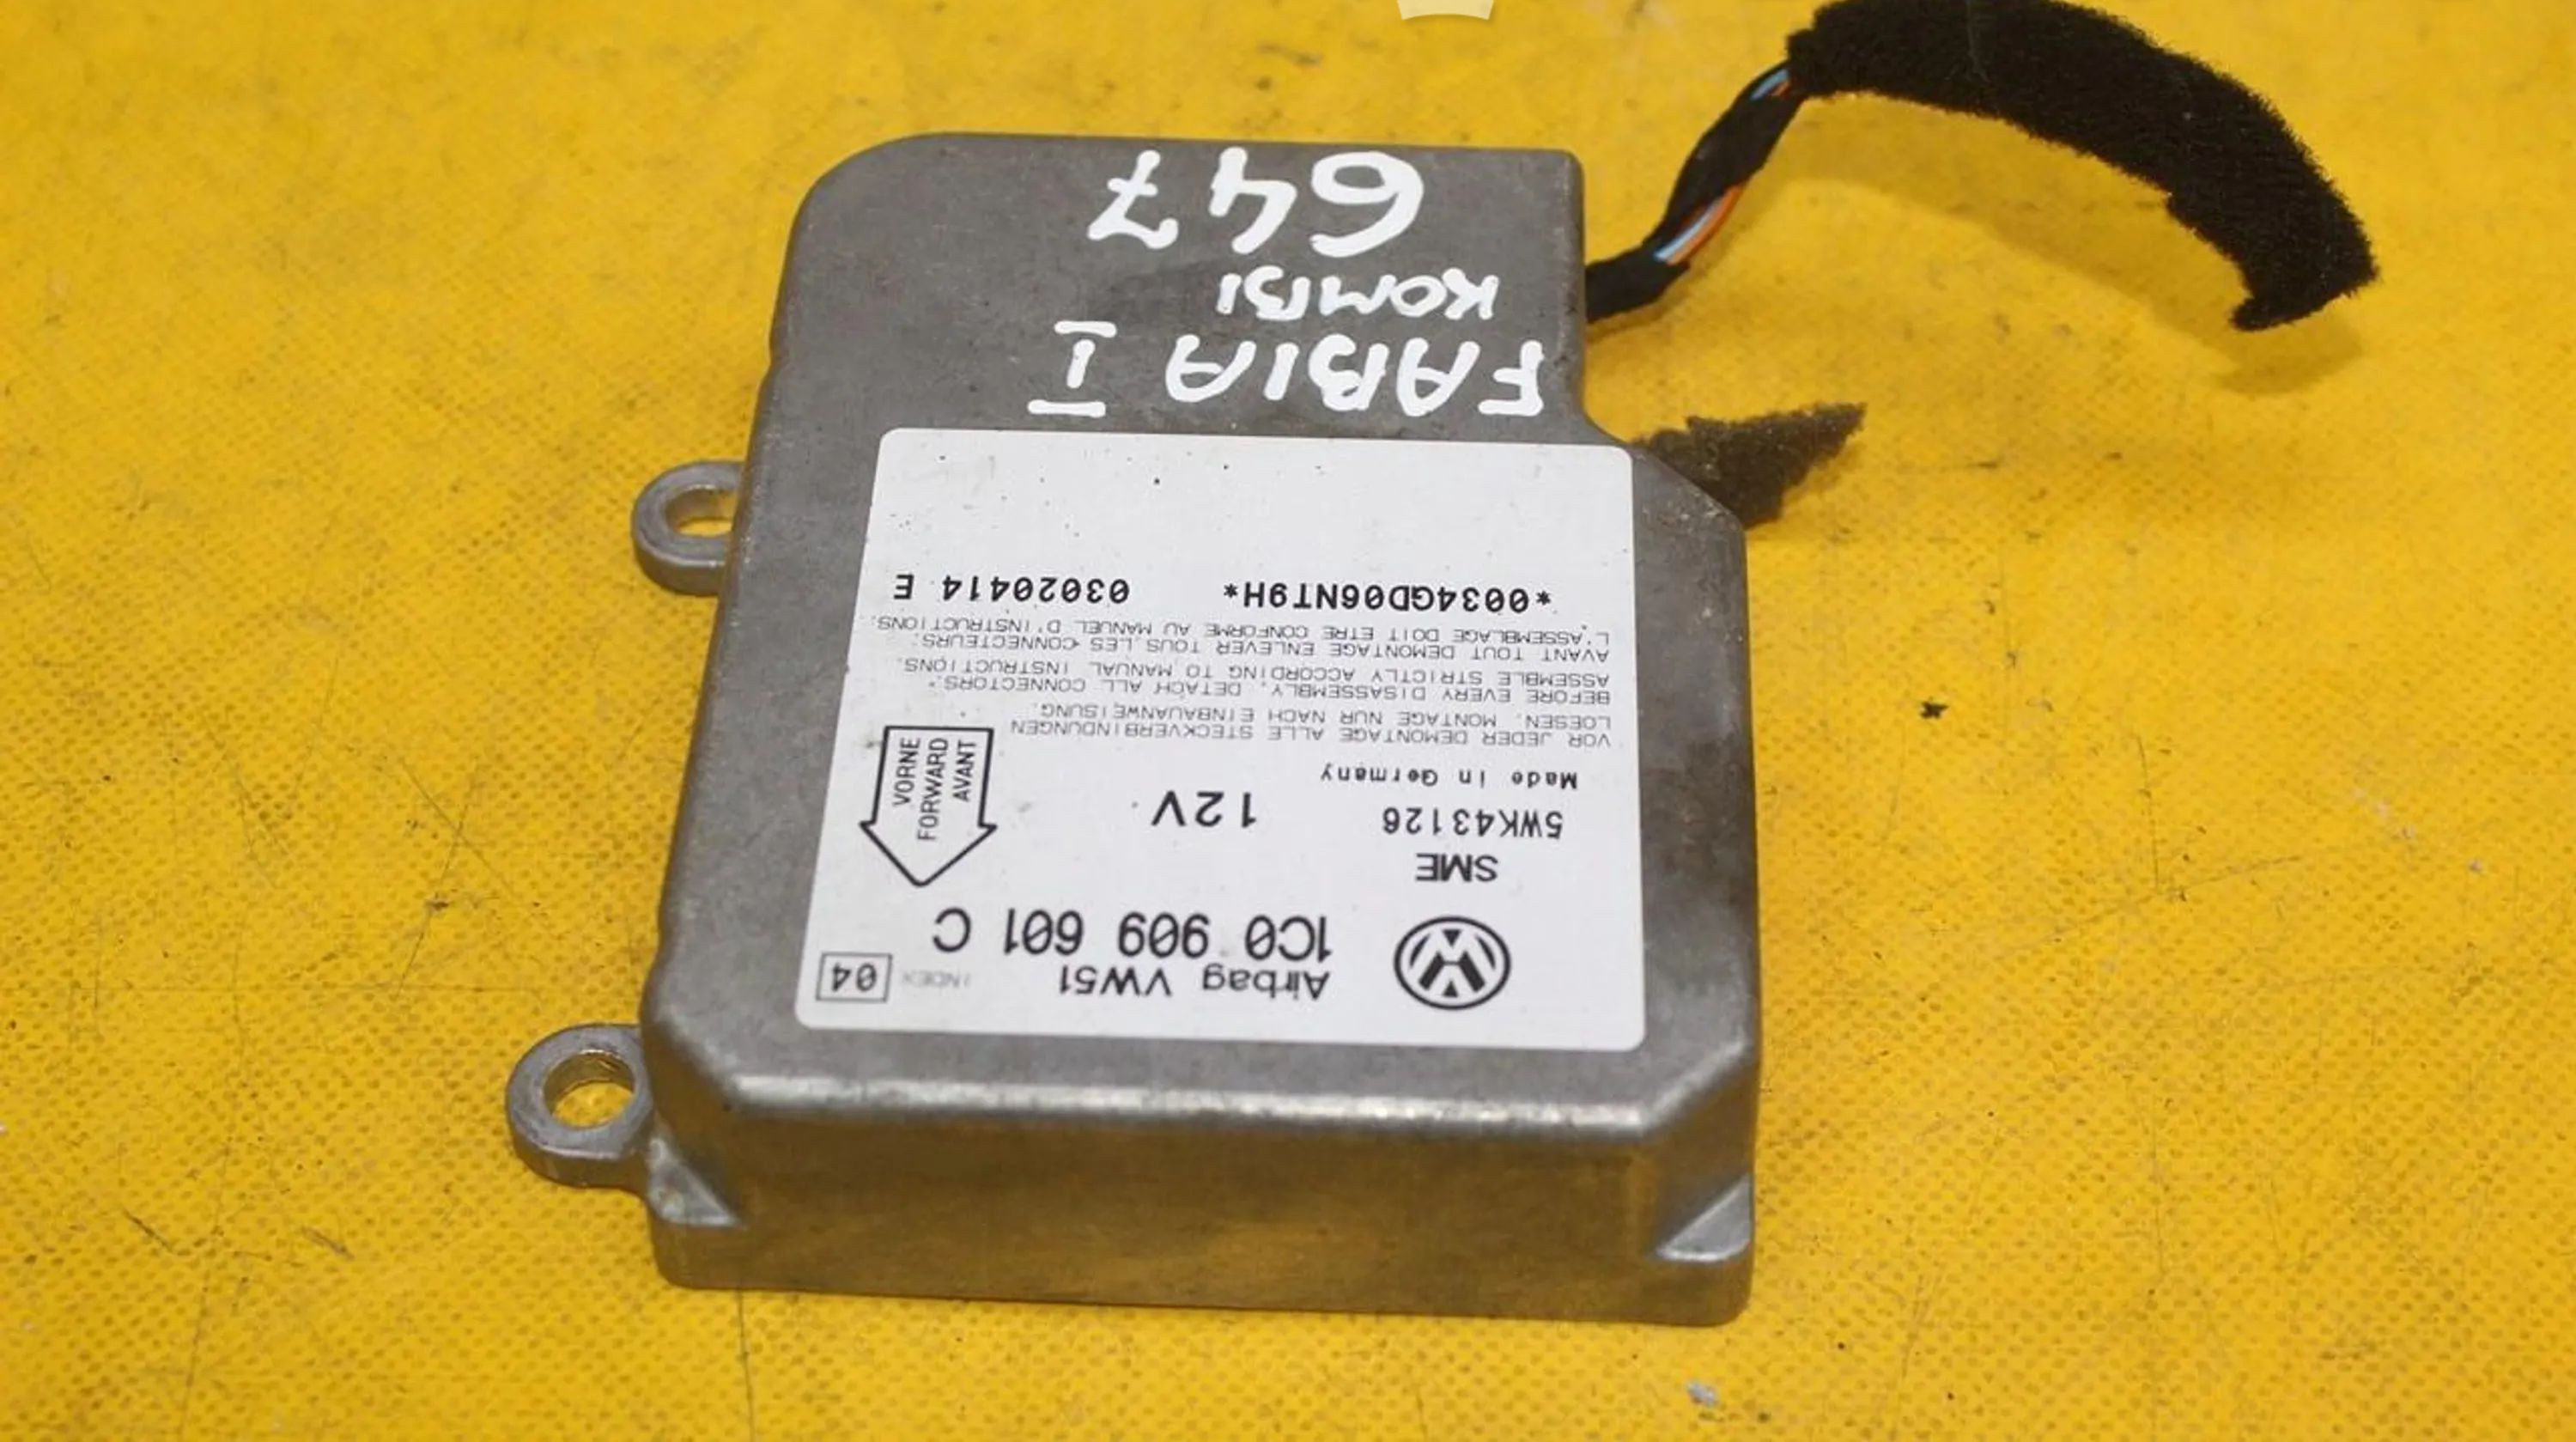 Airbag VW51 INDEX 04
1C0 909 601 C
SME
5WK43126 12V
Made in Germany
VORNE
FORWARD
AVANT
VOR JEDER DEMONTAGE ALLE STECKVERBINDUNGEN
LOESEN. MONTAGE NUR NACH EINBAUANWEISUNG.
BEFORE EVERY DISASSEMBLY, DETACH ALL CONNECTORS.
ASSEMBLE STRICTLY ACCORDING TO MANUAL INSTRUCTIONS.
AVANT TOUT DEMONTAGE ENLEVER TOUS LES CONNECTEURS.
L'ASSEMBLAGE DOIT ETRE CONFORME AU MANUEL D'INSTRUCTIONS.
*0034GD06NT9H* 03020414 E
FABIA I
KOMBI
647